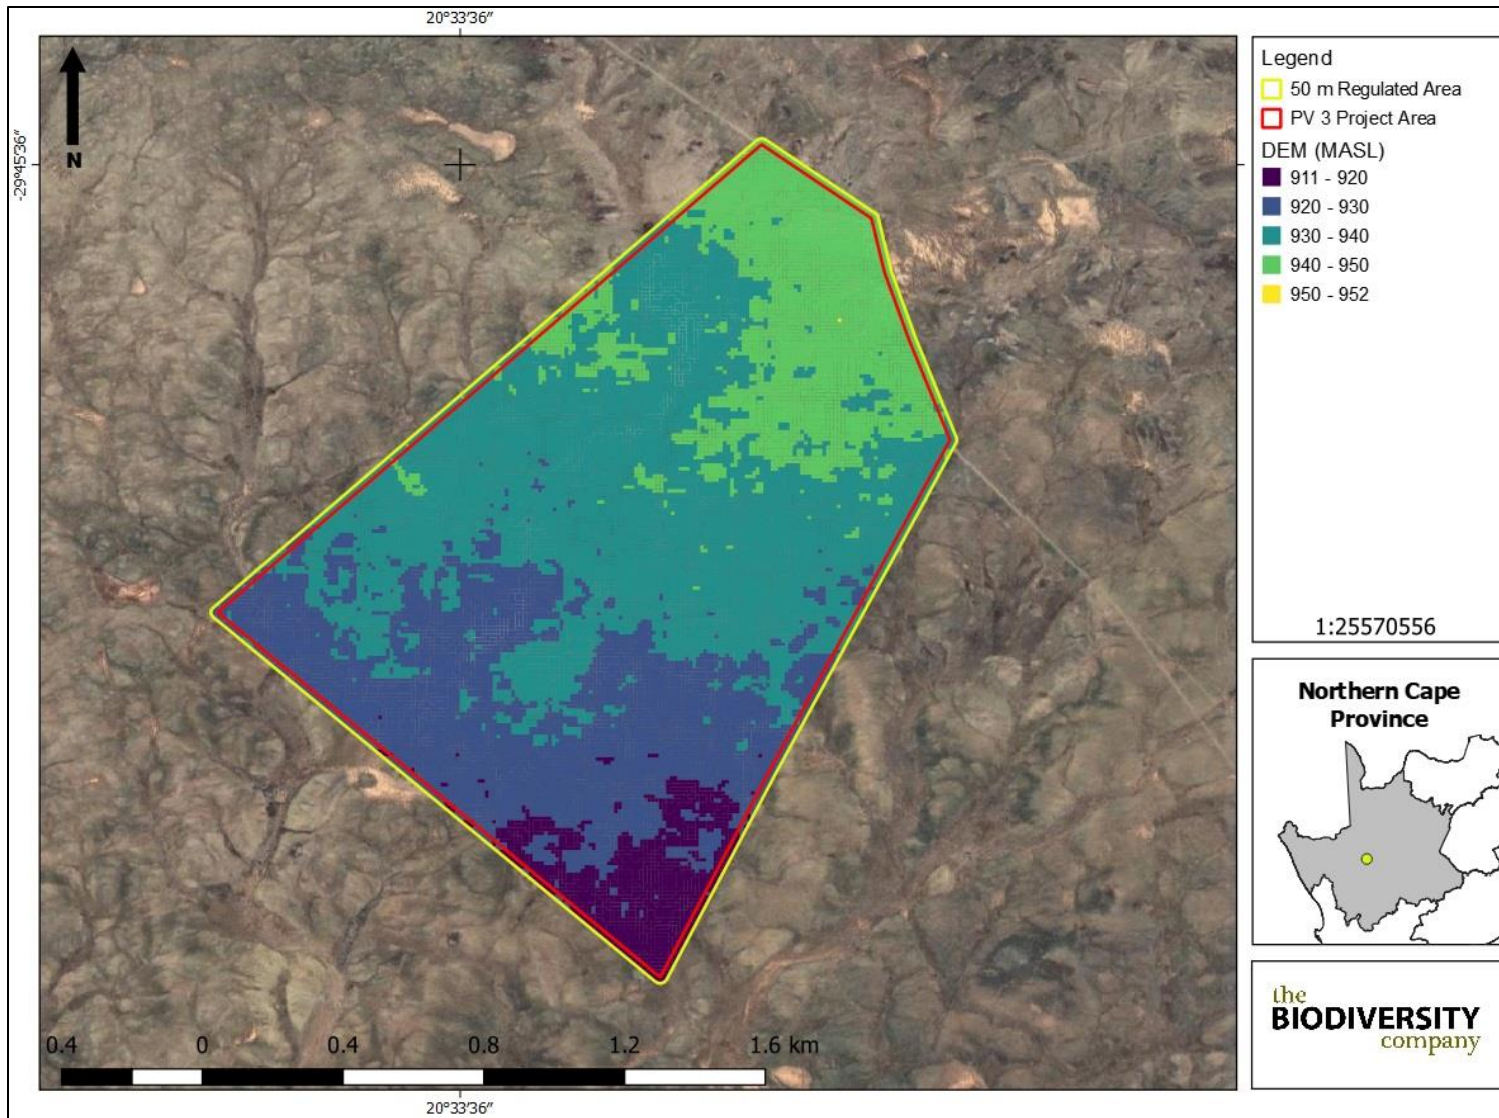 20°33'36"
-29°45'36"
N
Legend
50 m Regulated Area
PV 3 Project Area
DEM (MASL)
911 - 920
920 - 930
930 - 940
940 - 950
950 - 952
1:25570556
Northern Cape
Province
the
BIODIVERSITY
company
0.4 0 0.4 0.8 1.2 1.6 km
20°33'36"